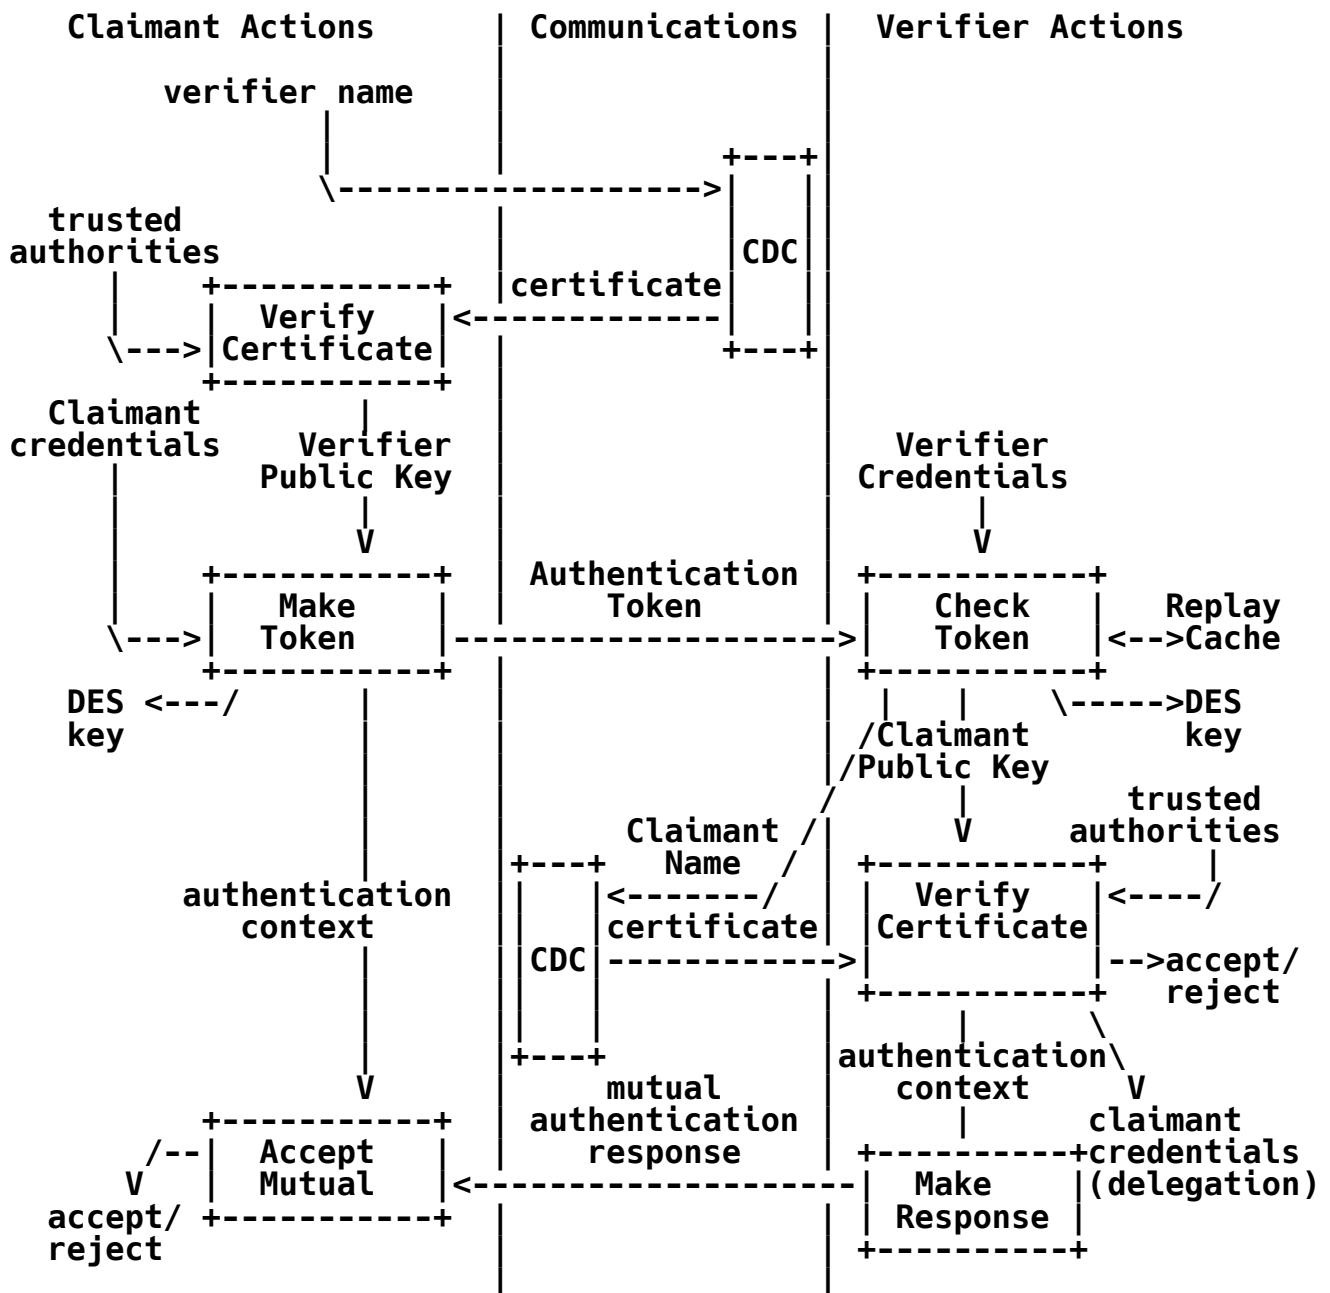 Claimant Actions | Communications | Verifier Actions
verifier name
+---+
\------------------->| |
trusted
authorities |CDC|
+-----------+ |certificate| |
| Verify |<-------------| |
\--->|Certificate| +---+
+-----------+
Claimant
credentials Verifier Verifier
Public Key Credentials
V V
+-----------+ Authentication +-----------+
| Make | Token | Check | Replay
\--->| Token |--------------------->| Token |<-->Cache
+-----------+ +-----------+
DES <---/ | | \----->DES
key /Claimant key
/Public Key
/ | trusted
Claimant / V authorities
+---+ Name / +-----------+ |
authentication | |<-------/ | Verify |<----/
context | |certificate| |Certificate|
|CDC|------------->| |-->accept/
+-----------+ reject
| \
+---+ authentication\
V mutual context V
+-----------+ authentication | claimant
/--| Accept | response +----------+credentials
V | Mutual |<--------------------| Make |(delegation)
accept/ +-----------+ | Response |
reject +----------+